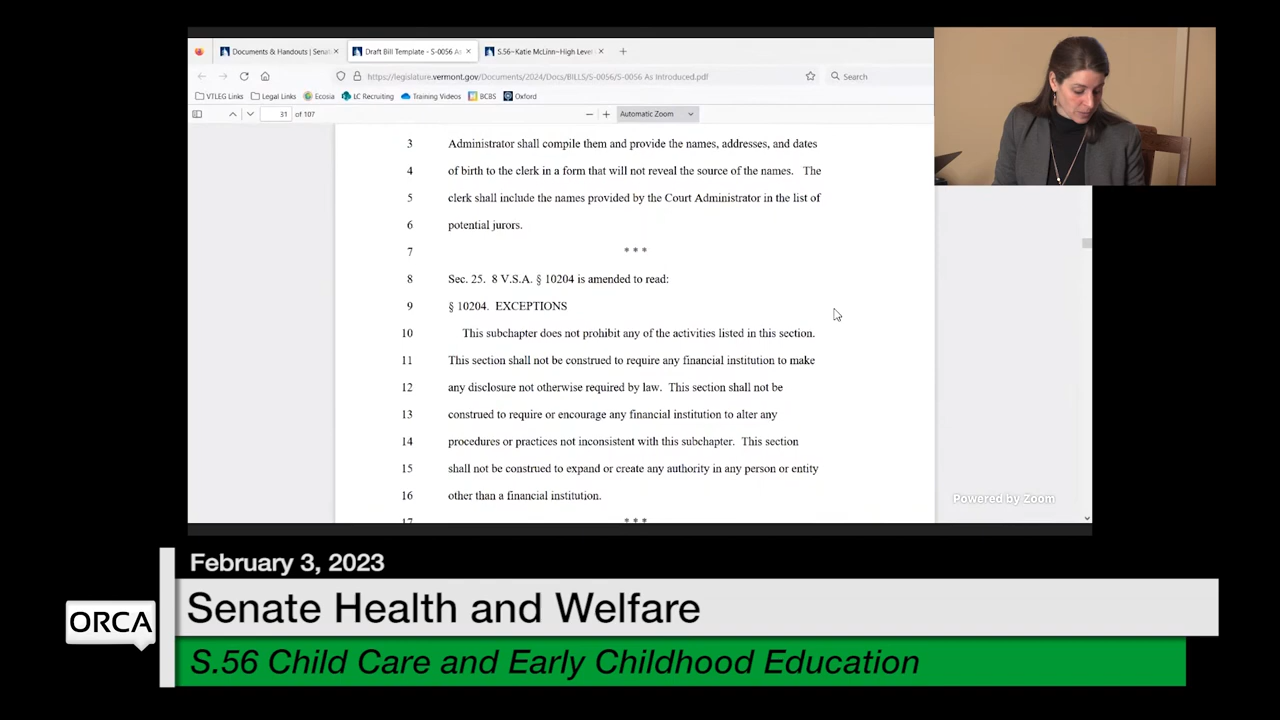 Documents & Handouts | Senat
Draft Bill Template - S-0056 As
S.56~Katie McLinn~High Level
https://legislature.vermont.gov/Documents/2024/Docs/BILLS/S-0056/S-0056 As Introduced.pdf
Search
VTLEG Links
Legal Links
Ecosia
LC Recruiting
Training Videos
BCBS
Oxford
31 of 107
Automatic Zoom
3 Administrator shall compile them and provide the names, addresses, and dates
4 of birth to the clerk in a form that will not reveal the source of the names. The
5 clerk shall include the names provided by the Court Administrator in the list of
6 potential jurors.
7 * * *
8 Sec. 25. 8 V.S.A. § 10204 is amended to read:
9 § 10204. EXCEPTIONS
10 This subchapter does not prohibit any of the activities listed in this section.
11 This section shall not be construed to require any financial institution to make
12 any disclosure not otherwise required by law. This section shall not be
13 construed to require or encourage any financial institution to alter any
14 procedures or practices not inconsistent with this subchapter. This section
15 shall not be construed to expand or create any authority in any person or entity
16 other than a financial institution.
17 * * *
Powered by Zoom
February 3, 2023
ORCA
Senate Health and Welfare
S.56 Child Care and Early Childhood Education